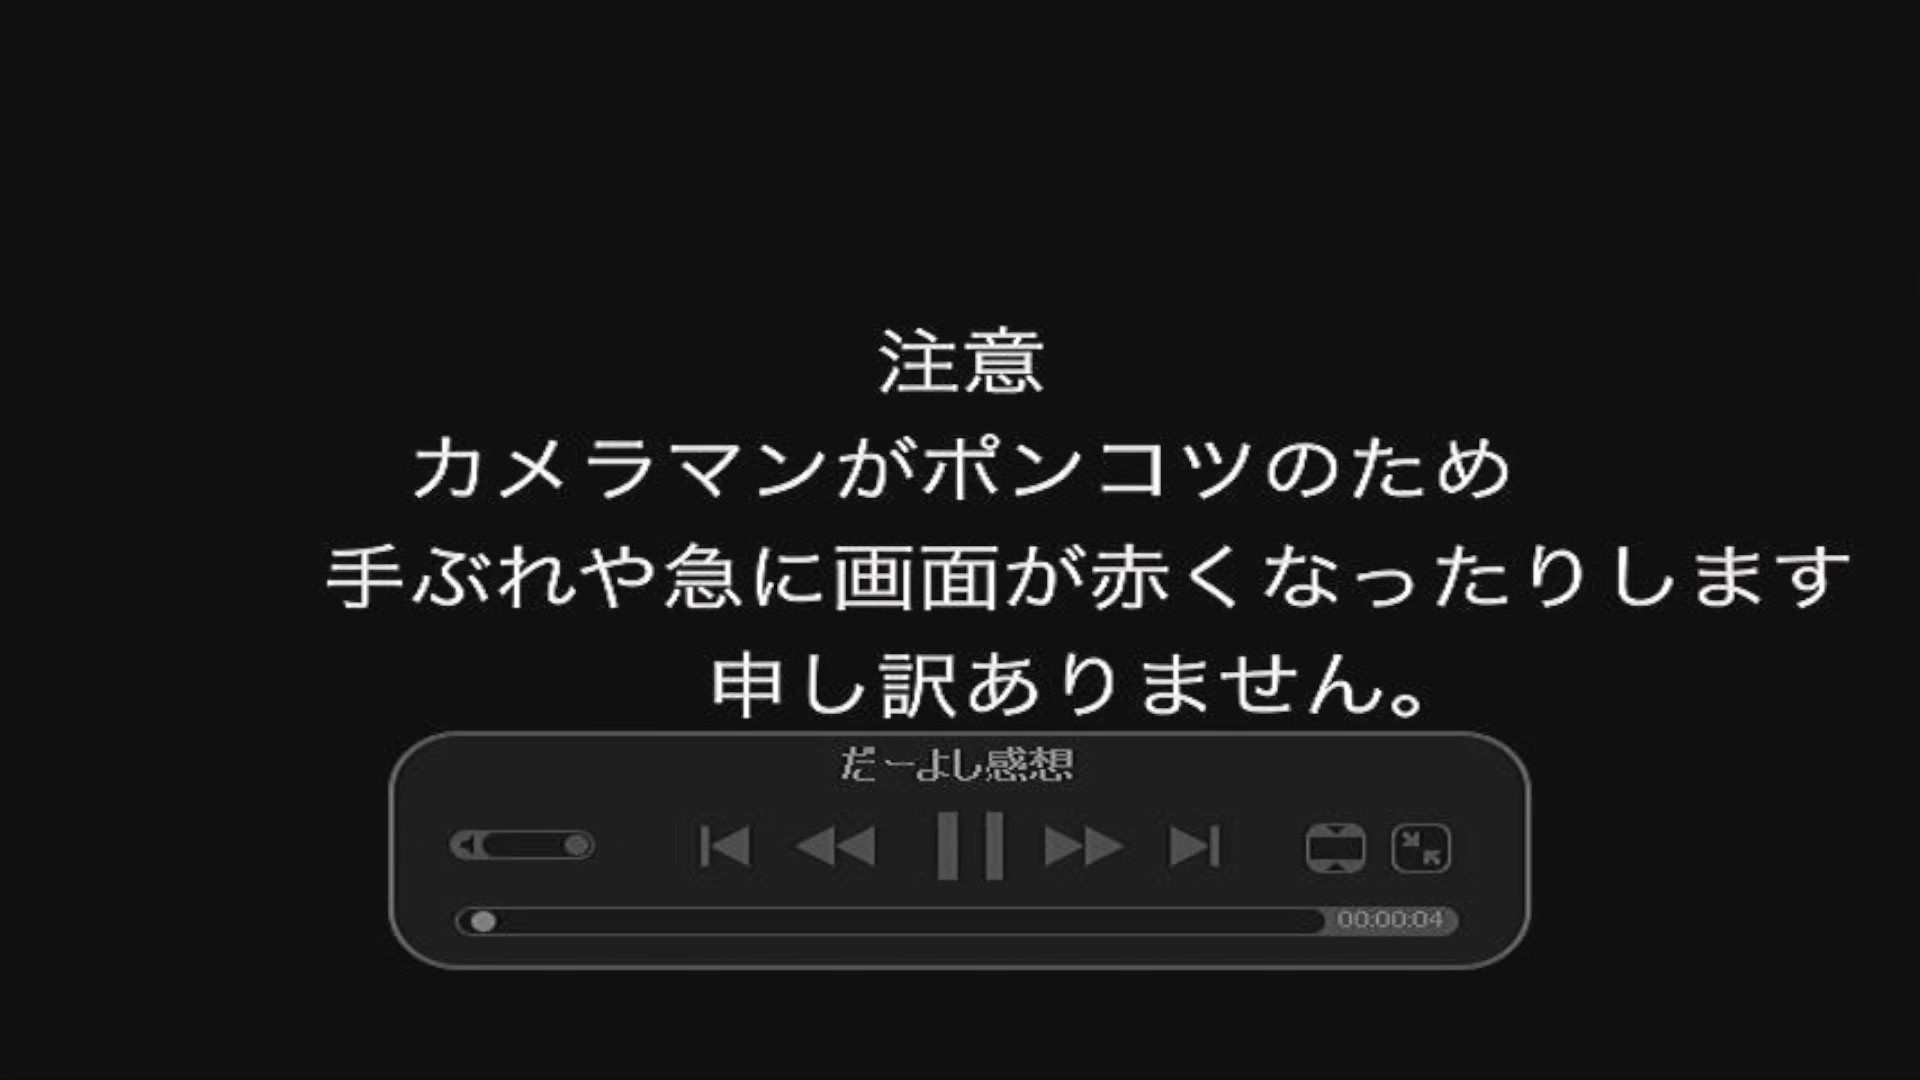 注意
カメラマンがポンコツのため
手ぶれや急に画面が赤くなったりします
申し訳ありません。
だーよし感想
00:00:04